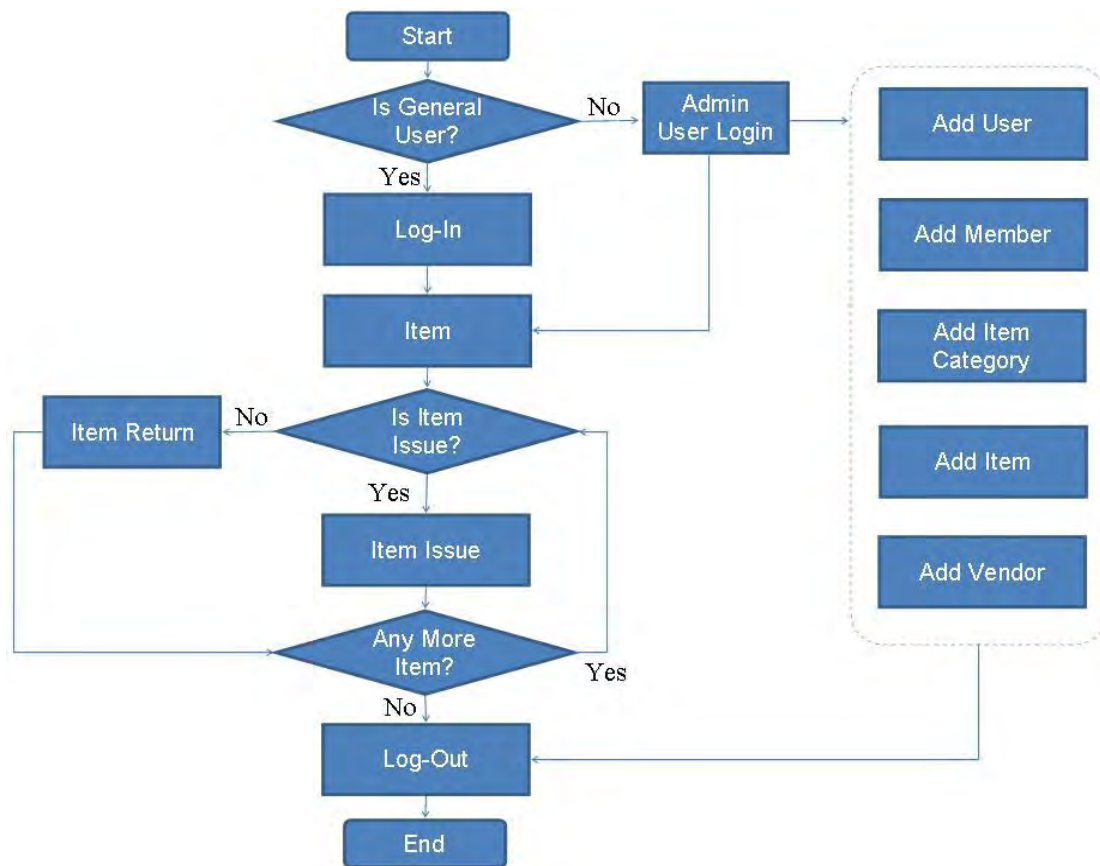 Start
Is General
User?
No
Admin
User Login
Add User
Yes
Log-In
Add Member
Item
Add Item
Category
Item Return
No
Is Item
Issue?
Add Item
Yes
Item Issue
Add Vendor
Any More
Item?
Yes
No
Log-Out
End